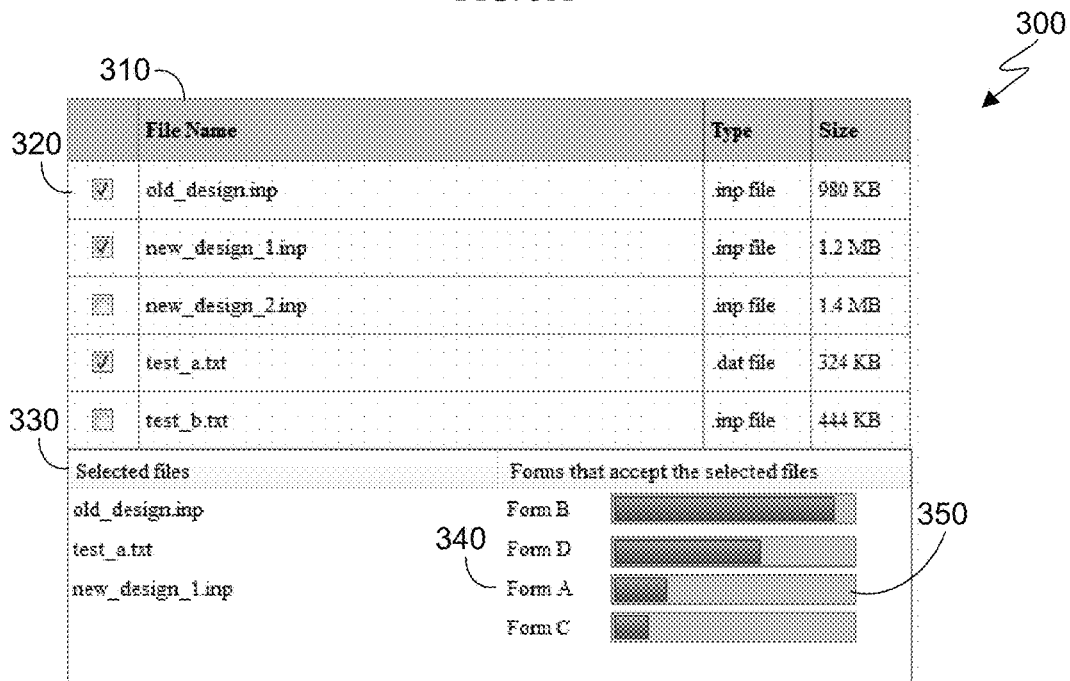 300
310
File Name Type Size
320
old_design.inp .inp file 980 KB
new_design_1.inp .inp file 1.2 MB
new_design_2.inp .inp file 1.4 MB
test_a.txt .dat file 324 KB
330
test_b.txt .inp file 444 KB
Selected files Forms that accept the selected files
old_design.inp Form B
350
test_a.txt 340 Form D
new_design_1.inp Form A
Form C